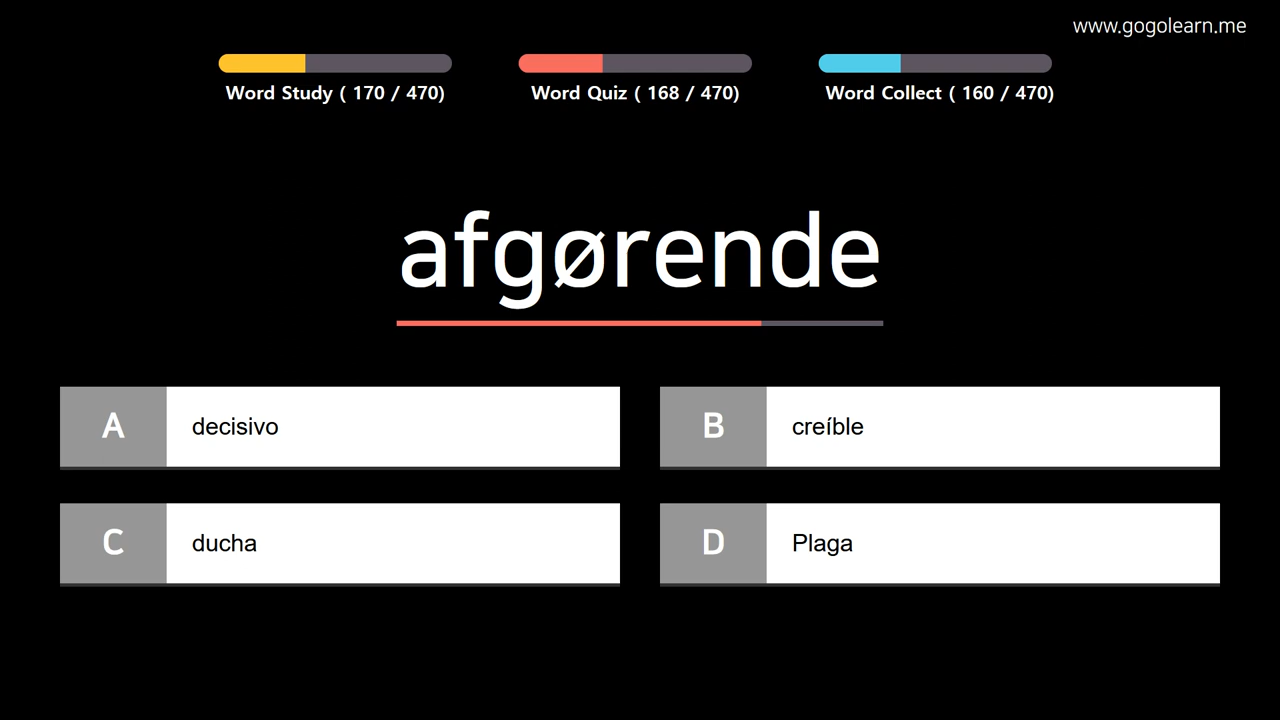 www.gogolearn.me
Word Study ( 170 / 470)
Word Quiz ( 168 / 470)
Word Collect ( 160 / 470)
afgørende
A decisivo
B creíble
C ducha
D Plaga